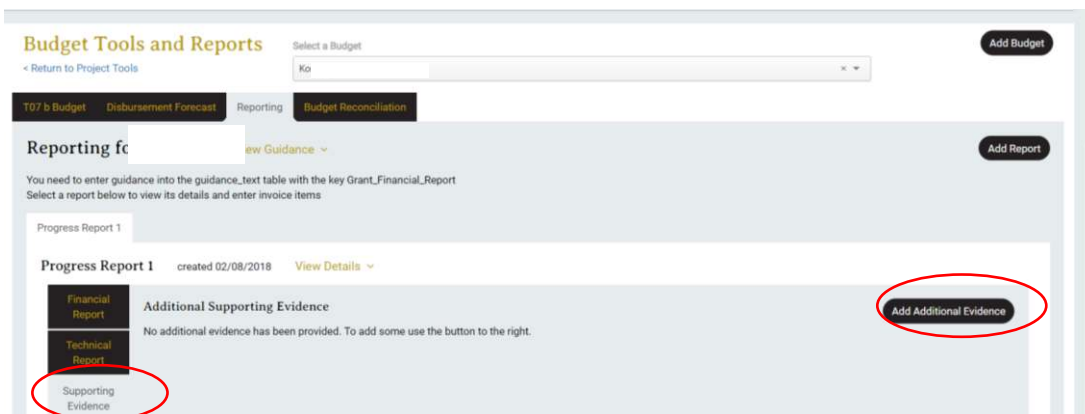 Budget Tools and Reports
Select a Budget
Add Budget
< Return to Project Tools
Ko
× ▾
T07 b Budget Disbursement Forecast Reporting Budget Reconciliation
Reporting fo
ew Guidance
Add Report
You need to enter guidance into the guidance_text table with the key Grant_Financial_Report
Select a report below to view its details and enter invoice items
Progress Report 1
Progress Report 1 created 02/08/2018 View Details
Financial
Report
Additional Supporting Evidence
Add Additional Evidence
No additional evidence has been provided. To add some use the button to the right.
Technical
Report
Supporting
Evidence